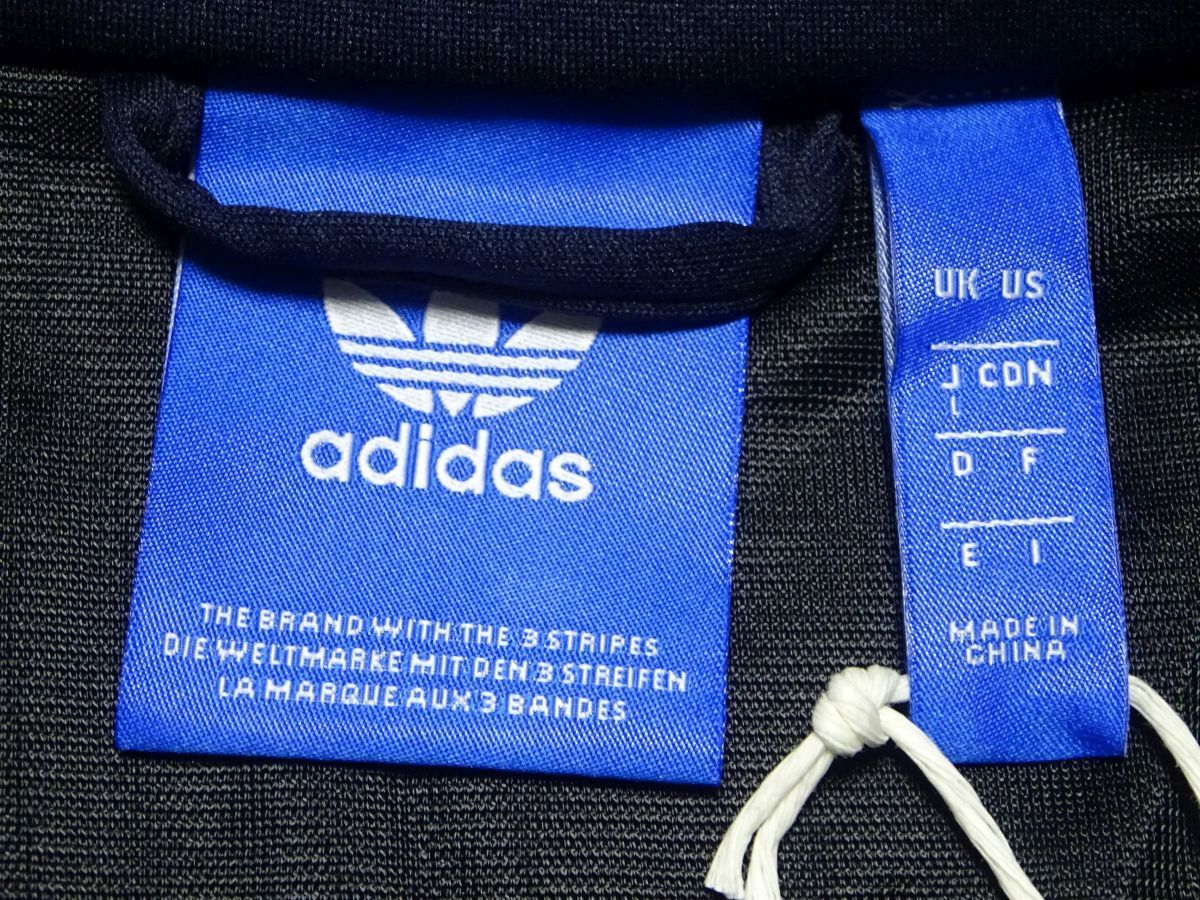 adidas
THE BRAND WITH THE 3 STRIPES
DIE WELTMARKE MIT DEN 3 STREIFEN
LA MARQUE AUX 3 BANDES
UK US
J CDN
L
D F
E I
MADE IN
CHINA